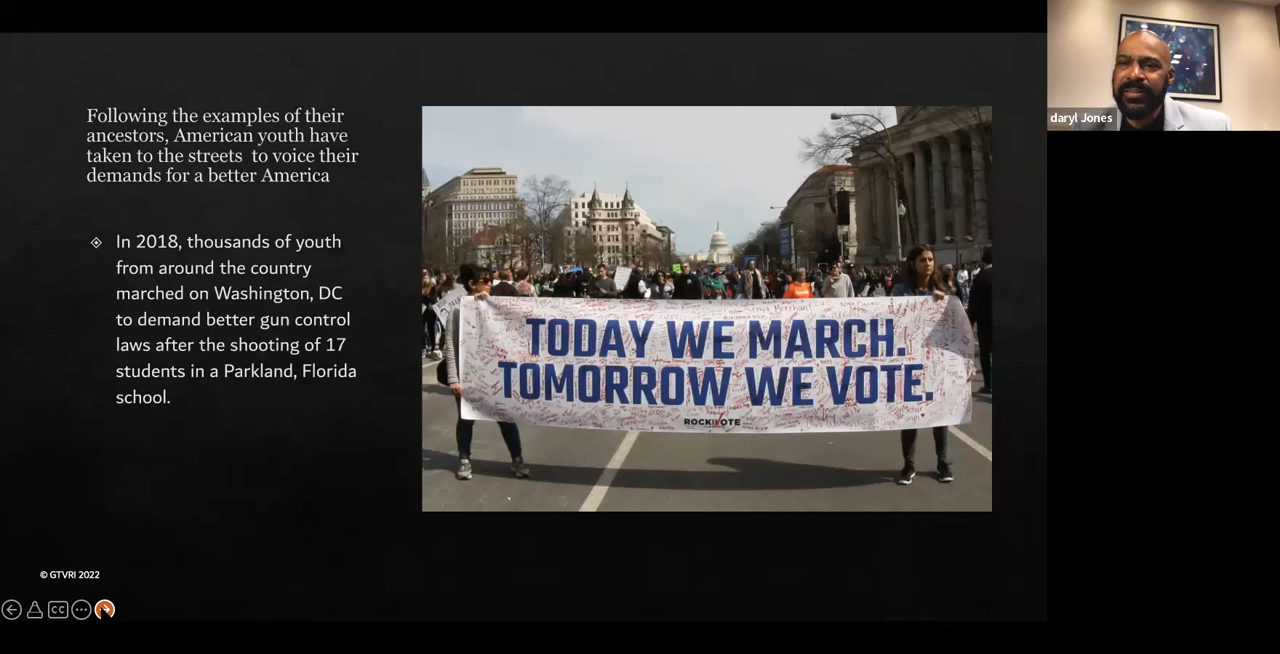 Following the examples of their
ancestors, American youth have
taken to the streets to voice their
demands for a better America
In 2018, thousands of youth
from around the country
marched on Washington, DC
to demand better gun control
laws after the shooting of 17
students in a Parkland, Florida
school.
TODAY WE MARCH.
TOMORROW WE VOTE.
ROCK VOTE
daryl Jones
© GTVRI 2022
CC